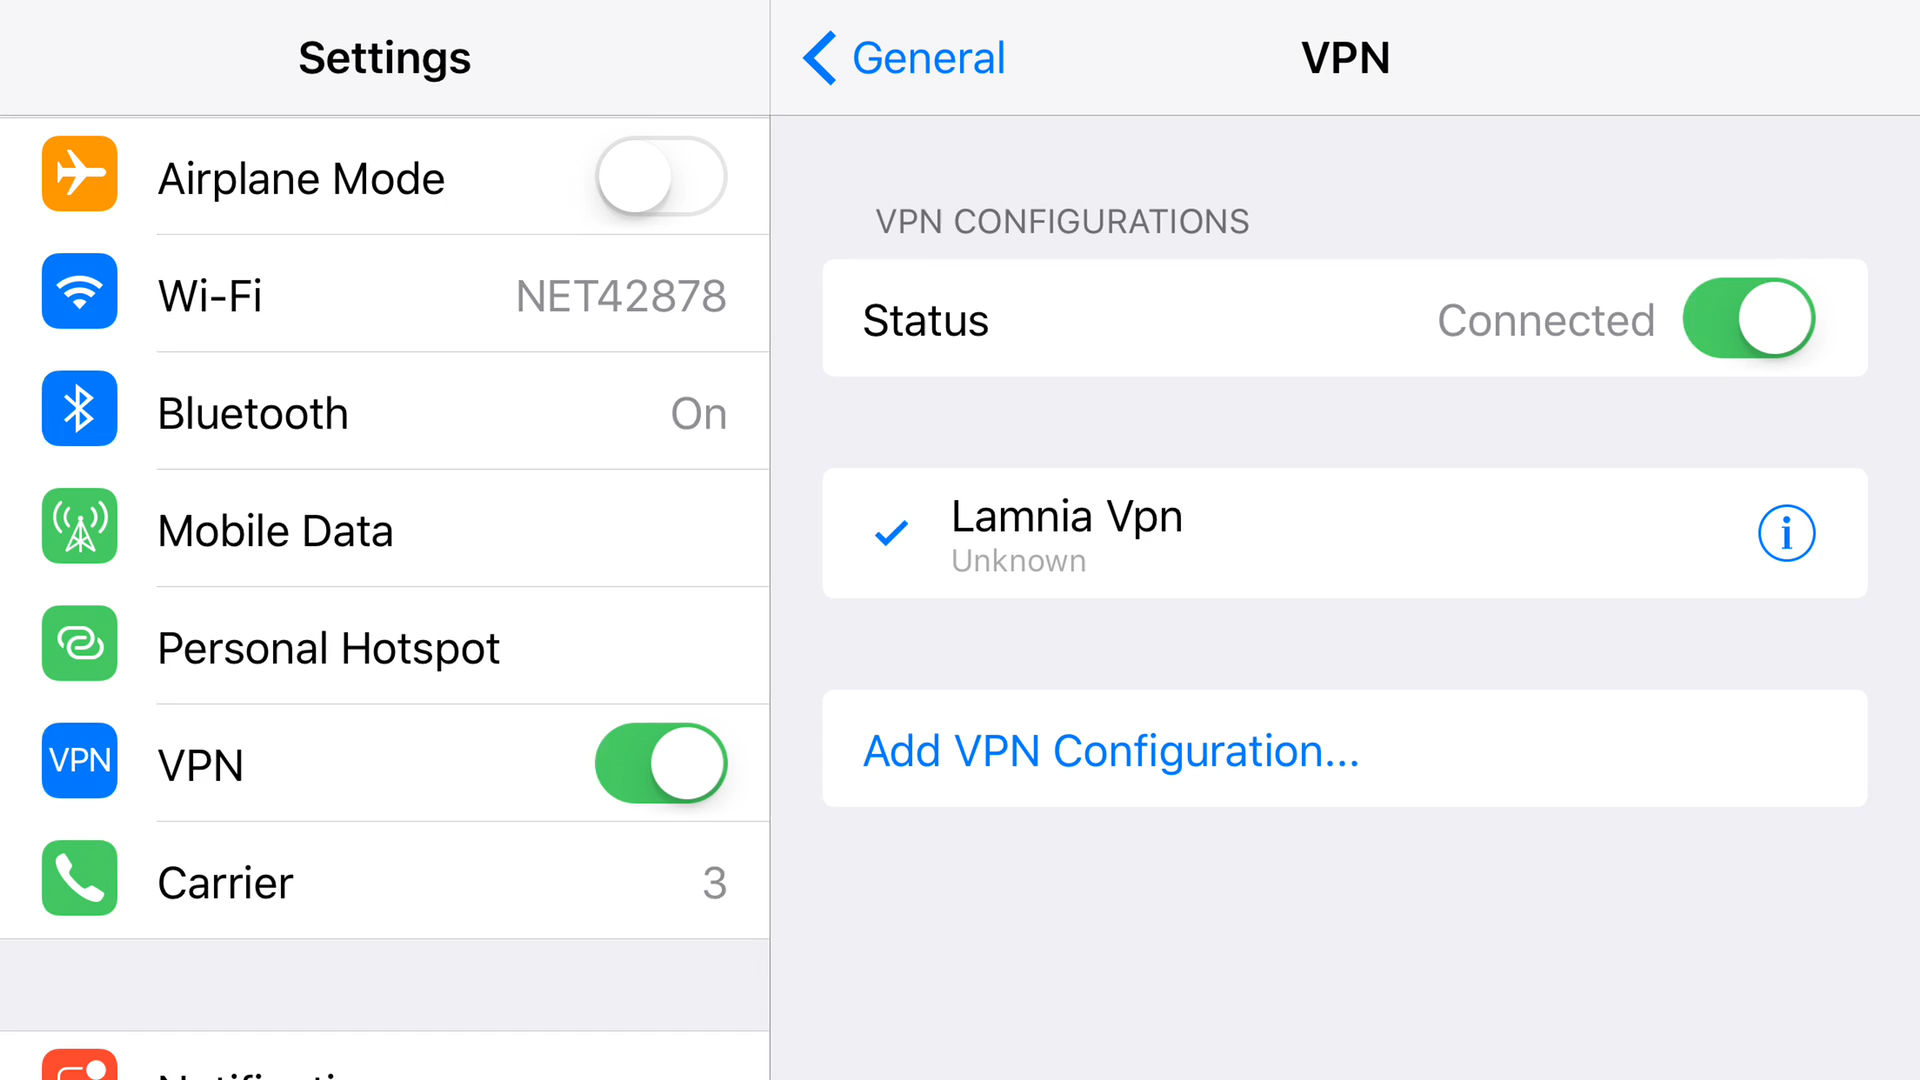 Settings
Airplane Mode
Wi-Fi NET42878
Bluetooth On
Mobile Data
Personal Hotspot
VPN VPN
Carrier 3
General
VPN
VPN CONFIGURATIONS
Status Connected
Lamnia Vpn
Unknown
Add VPN Configuration...